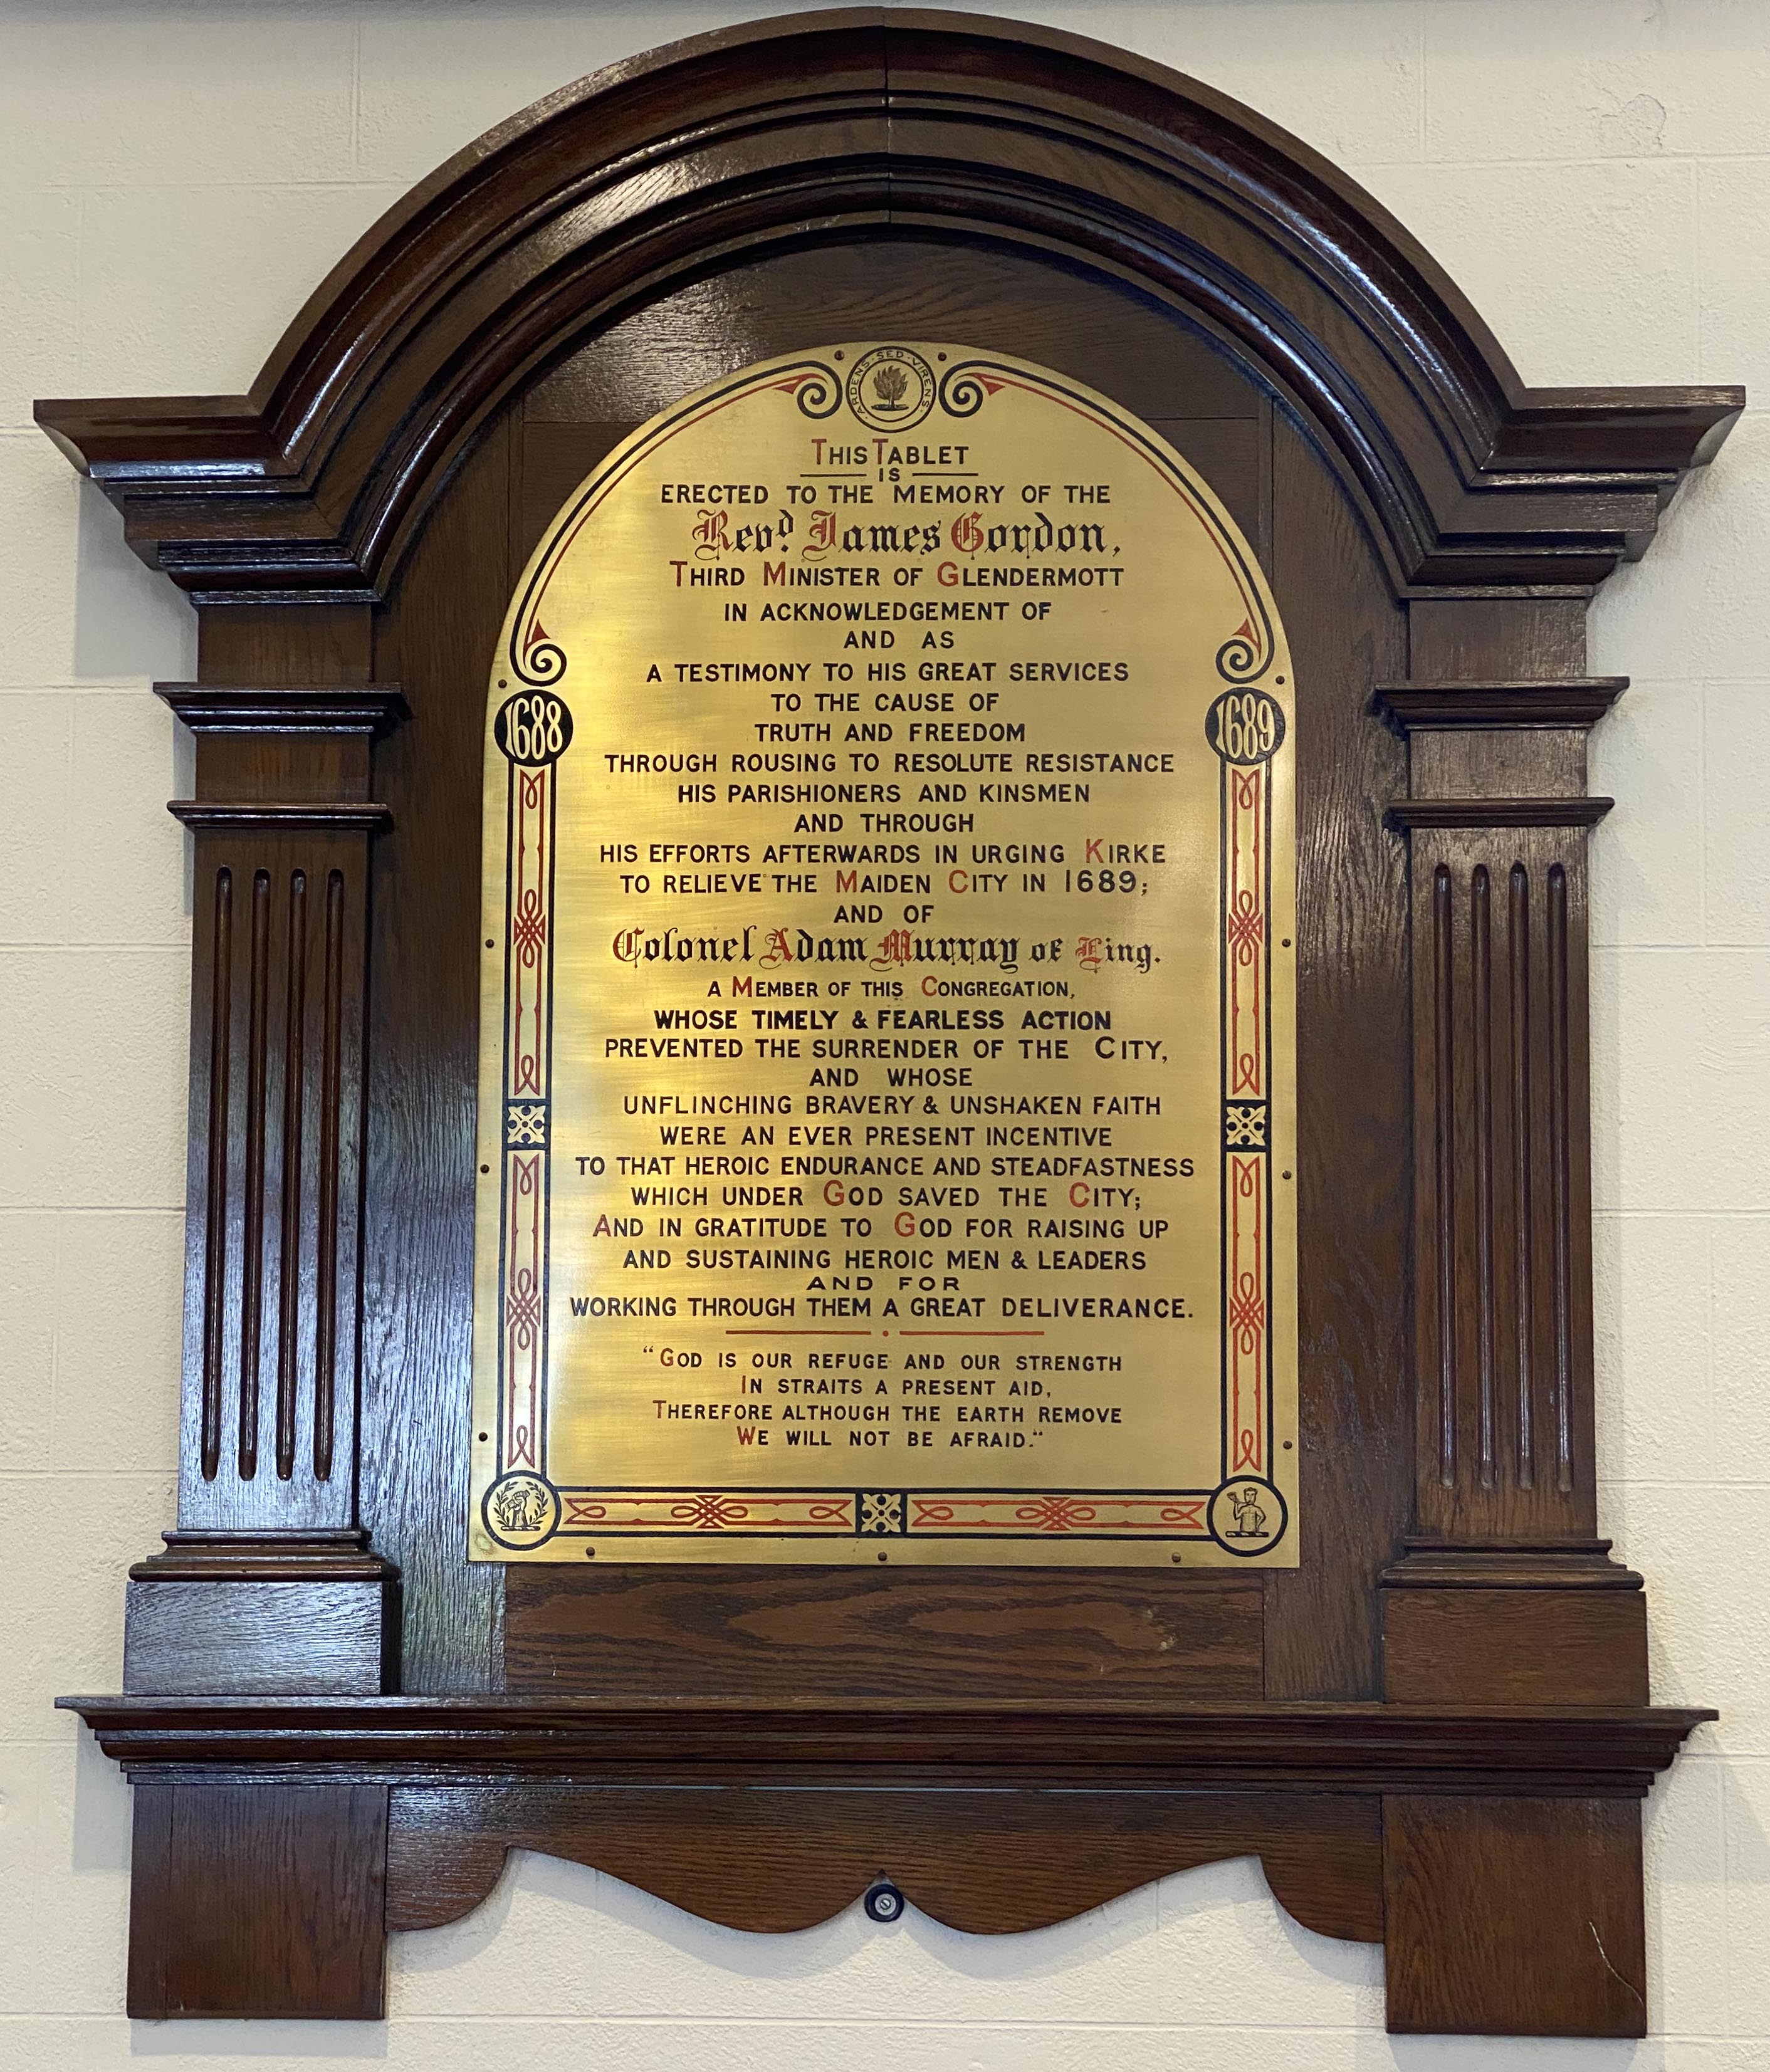 ARDENS · SED · VIRENS
THIS TABLET
IS
ERECTED TO THE MEMORY OF THE
Revd. James Gordon,
THIRD MINISTER OF GLENDERMOTT
IN ACKNOWLEDGEMENT OF
AND AS
A TESTIMONY TO HIS GREAT SERVICES
TO THE CAUSE OF
TRUTH AND FREEDOM
1688
1689
THROUGH ROUSING TO RESOLUTE RESISTANCE
HIS PARISHIONERS AND KINSMEN
AND THROUGH
HIS EFFORTS AFTERWARDS IN URGING KIRKE
TO RELIEVE THE MAIDEN CITY IN 1689;
AND OF
Colonel Adam Murray of Ling.
A MEMBER OF THIS CONGREGATION,
WHOSE TIMELY & FEARLESS ACTION
PREVENTED THE SURRENDER OF THE CITY,
AND WHOSE
UNFLINCHING BRAVERY & UNSHAKEN FAITH
WERE AN EVER PRESENT INCENTIVE
TO THAT HEROIC ENDURANCE AND STEADFASTNESS
WHICH UNDER GOD SAVED THE CITY;
AND IN GRATITUDE TO GOD FOR RAISING UP
AND SUSTAINING HEROIC MEN & LEADERS
AND FOR
WORKING THROUGH THEM A GREAT DELIVERANCE.
"GOD IS OUR REFUGE AND OUR STRENGTH
IN STRAITS A PRESENT AID,
THEREFORE ALTHOUGH THE EARTH REMOVE
WE WILL NOT BE AFRAID."